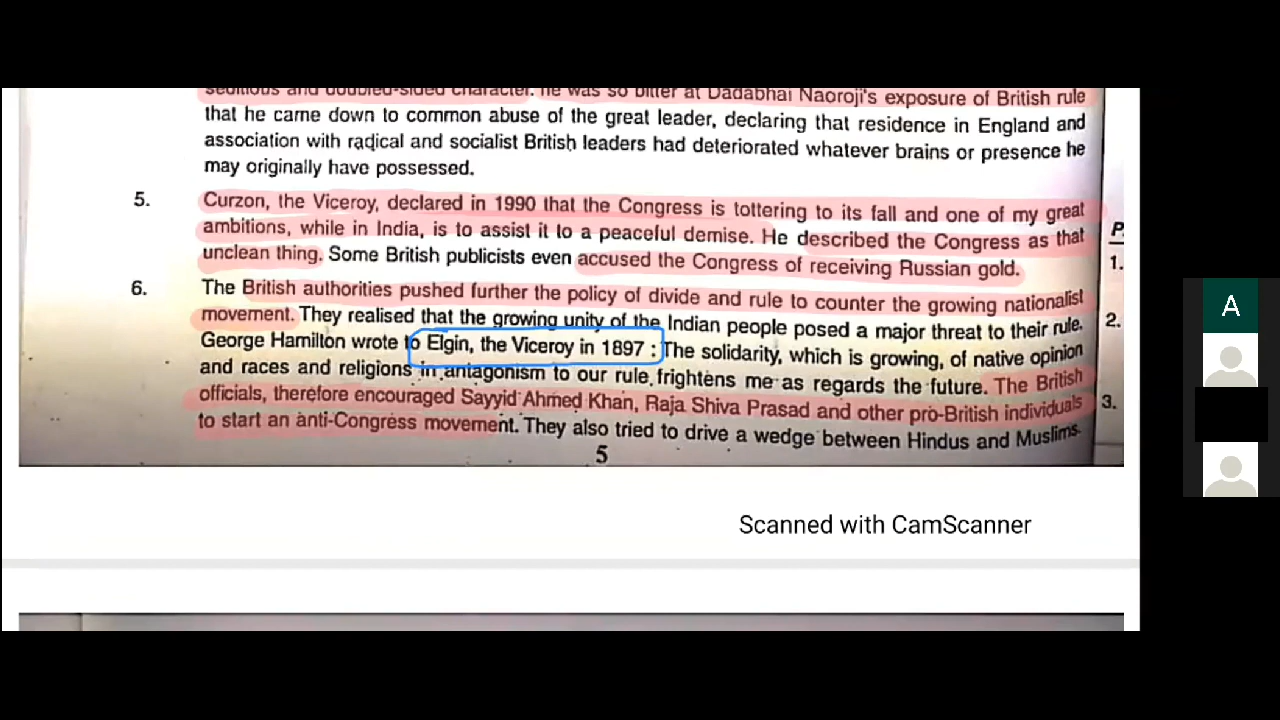 seditious and doubled-sided character. He was so bitter at Dadabhai Naoroji's exposure of British rule
that he came down to common abuse of the great leader, declaring that residence in England and
association with radical and socialist British leaders had deteriorated whatever brains or presence he
may originally have possessed.
5. Curzon, the Viceroy, declared in 1990 that the Congress is tottering to its fall and one of my great
ambitions, while in India, is to assist it to a peaceful demise. He described the Congress as that
unclean thing. Some British publicists even accused the Congress of receiving Russian gold.
6. The British authorities pushed further the policy of divide and rule to counter the growing nationalist
movement. They realised that the growing unity of the Indian people posed a major threat to their rule.
George Hamilton wrote to Elgin, the Viceroy in 1897 : The solidarity, which is growing, of native opinion
and races and religions in antagonism to our rule frightens me as regards the future. The British
officials, therefore encouraged Sayyid Ahmed Khan, Raja Shiva Prasad and other pro-British individuals
to start an anti-Congress movement. They also tried to drive a wedge between Hindus and Muslims.
5
P
1.
2.
3.
Scanned with CamScanner
A